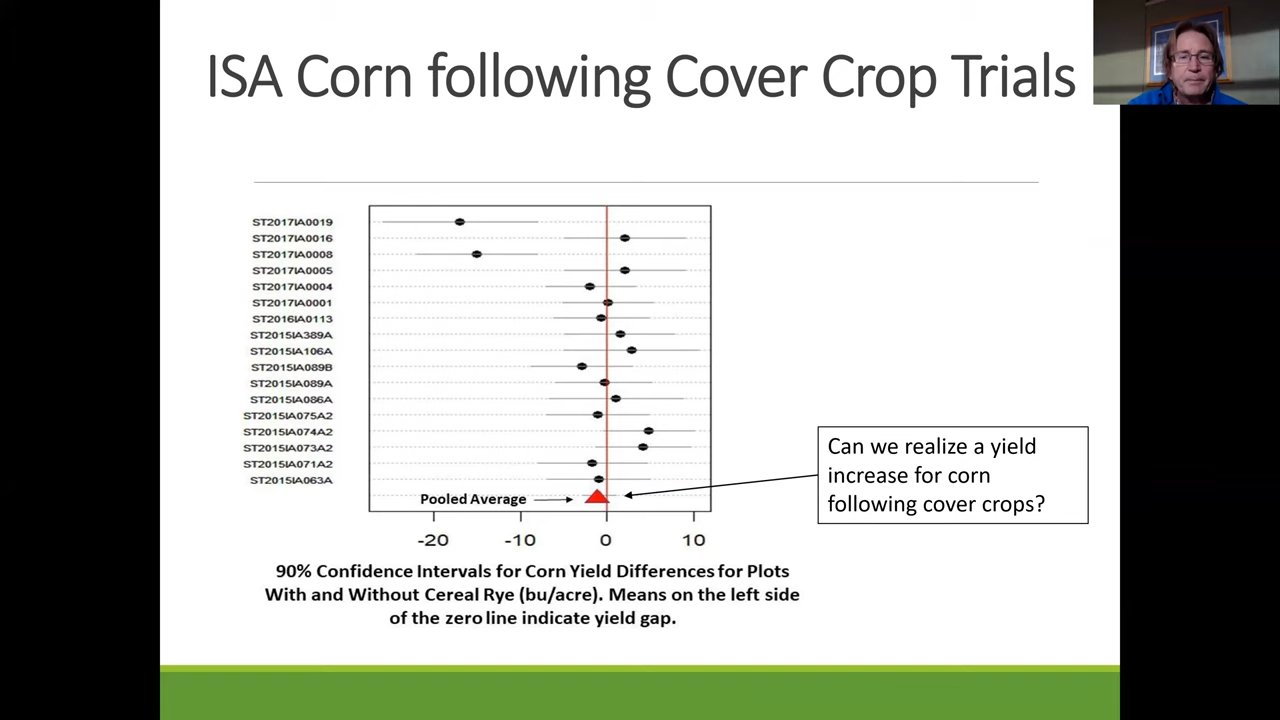 ISA Corn following Cover Crop Trials
ST2017IA0019
ST2017IA0016
ST2017IA0008
ST2017IA0005
ST2017IA0004
ST2017IA0001
ST2016IA0113
ST2015IA389A
ST2015IA106A
ST2015IA089B
ST2015IA089A
ST2015IA086A
ST2015IA075A2
ST2015IA074A2
ST2015IA073A2
ST2015IA071A2
ST2015IA063A
Pooled Average
-20 -10 0 10
Can we realize a yield
increase for corn
following cover crops?
90% Confidence Intervals for Corn Yield Differences for Plots
With and Without Cereal Rye (bu/acre). Means on the left side
of the zero line indicate yield gap.